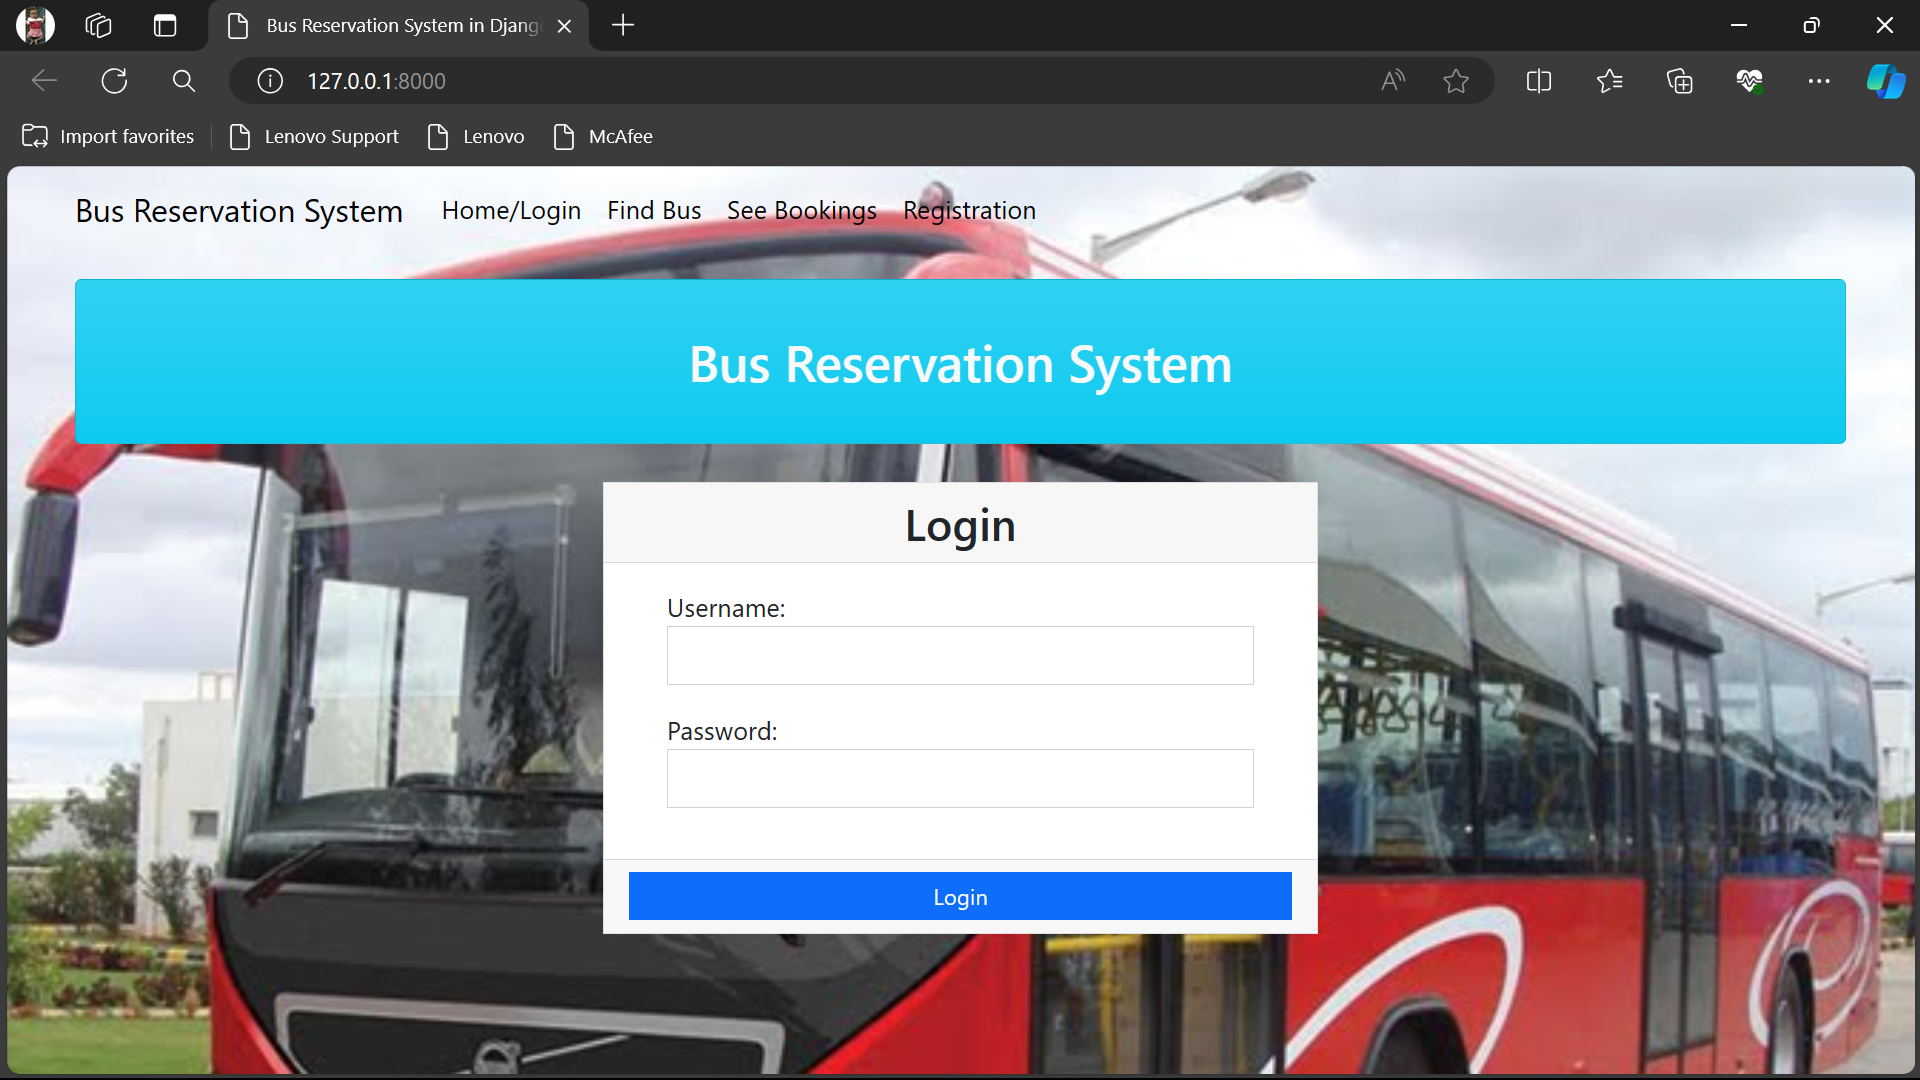 Bus Reservation System in Djang
127.0.0.1:8000
Import favorites
Lenovo Support
Lenovo
McAfee
Bus Reservation System
Home/Login
Find Bus
See Bookings
Registration
Bus Reservation System
Login
Username:
Password:
Login